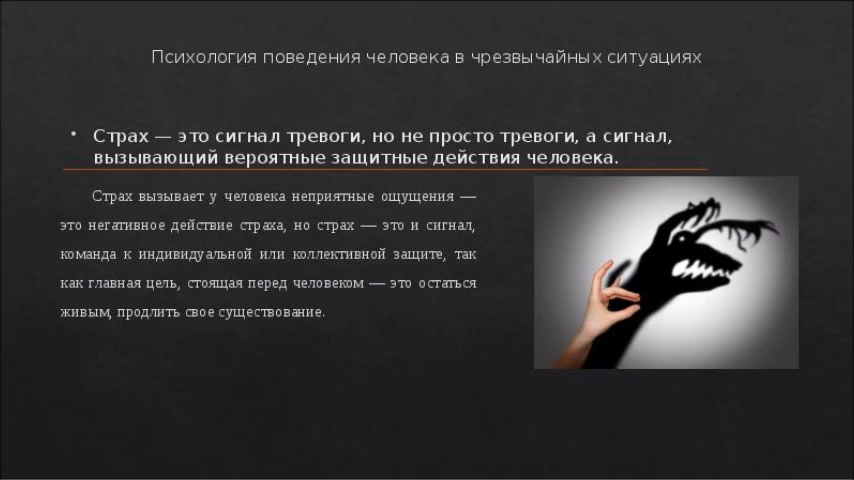 Психология поведения человека в чрезвычайных ситуациях
• Страх — это сигнал тревоги, но не просто тревоги, а сигнал,
вызывающий вероятные защитные действия человека.
Страх вызывает у человека неприятные ощущения —
это негативное действие страха, но страх — это и сигнал,
команда к индивидуальной или коллективной защите, так
как главная цель, стоящая перед человеком — это остаться
живым, продлить свое существование.